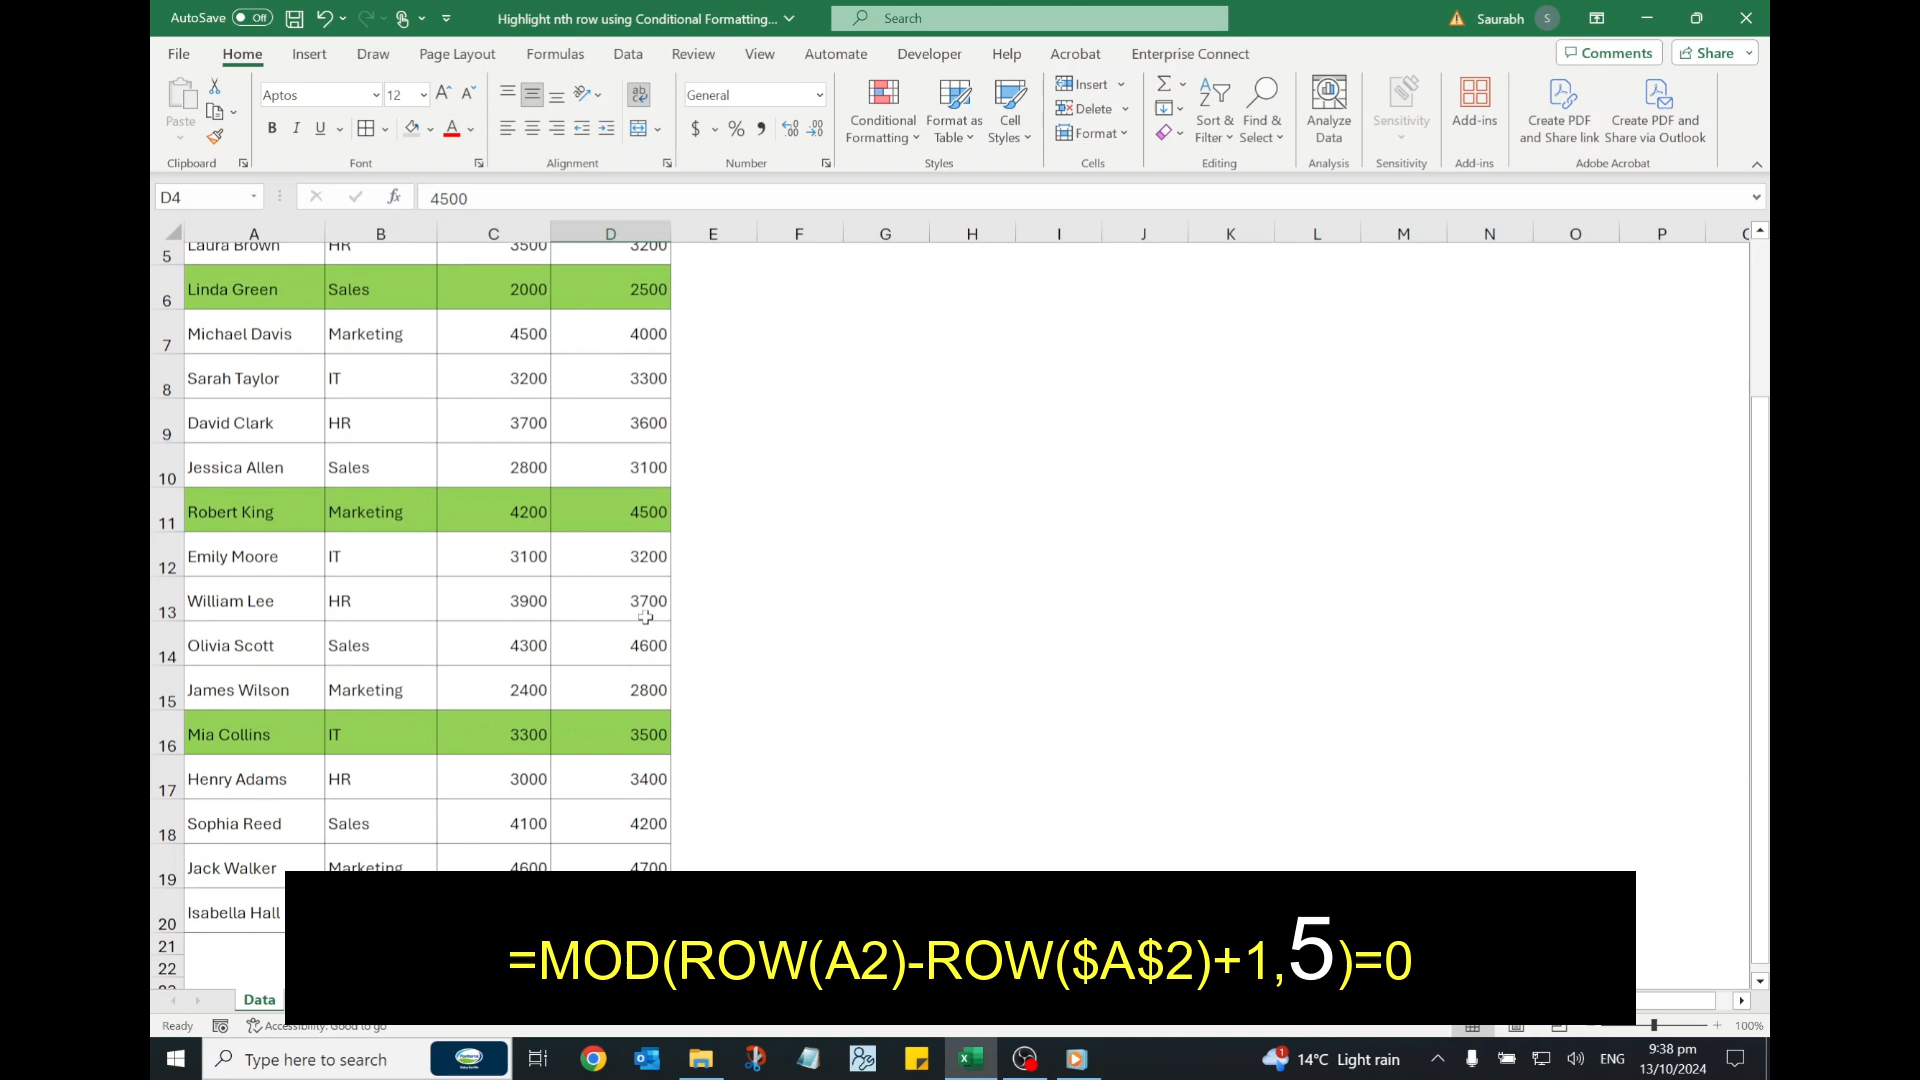 AutoSave Off Highlight nth row using Conditional Formatting... Search Saurabh S
File Home Insert Draw Page Layout Formulas Data Review View Automate Developer Help Acrobat Enterprise Connect Comments Share
Paste Aptos 12 General Conditional Formatting Format as Table Cell Styles Insert Delete Format Sort & Filter Find & Select Analyze Data Sensitivity Add-ins Create PDF and Share link Create PDF and Share via Outlook
Clipboard Font Alignment Number Styles Cells Editing Analysis Sensitivity Add-ins Adobe Acrobat
D4 fx 4500
A B C D E F G H I J K L M N O P
5 Laura Brown HR 3500 3200
6 Linda Green Sales 2000 2500
7 Michael Davis Marketing 4500 4000
8 Sarah Taylor IT 3200 3300
9 David Clark HR 3700 3600
10 Jessica Allen Sales 2800 3100
11 Robert King Marketing 4200 4500
12 Emily Moore IT 3100 3200
13 William Lee HR 3900 3700
14 Olivia Scott Sales 4300 4600
15 James Wilson Marketing 2400 2800
16 Mia Collins IT 3300 3500
17 Henry Adams HR 3000 3400
18 Sophia Reed Sales 4100 4200
19 Jack Walker Marketing 4600 4700
20 Isabella Hall
21
22
=MOD(ROW(A2)-ROW($A$2)+1,5)=0
Data
Ready Accessibility: Good to go 100%
Type here to search 14°C Light rain ENG 9:38 pm
13/10/2024